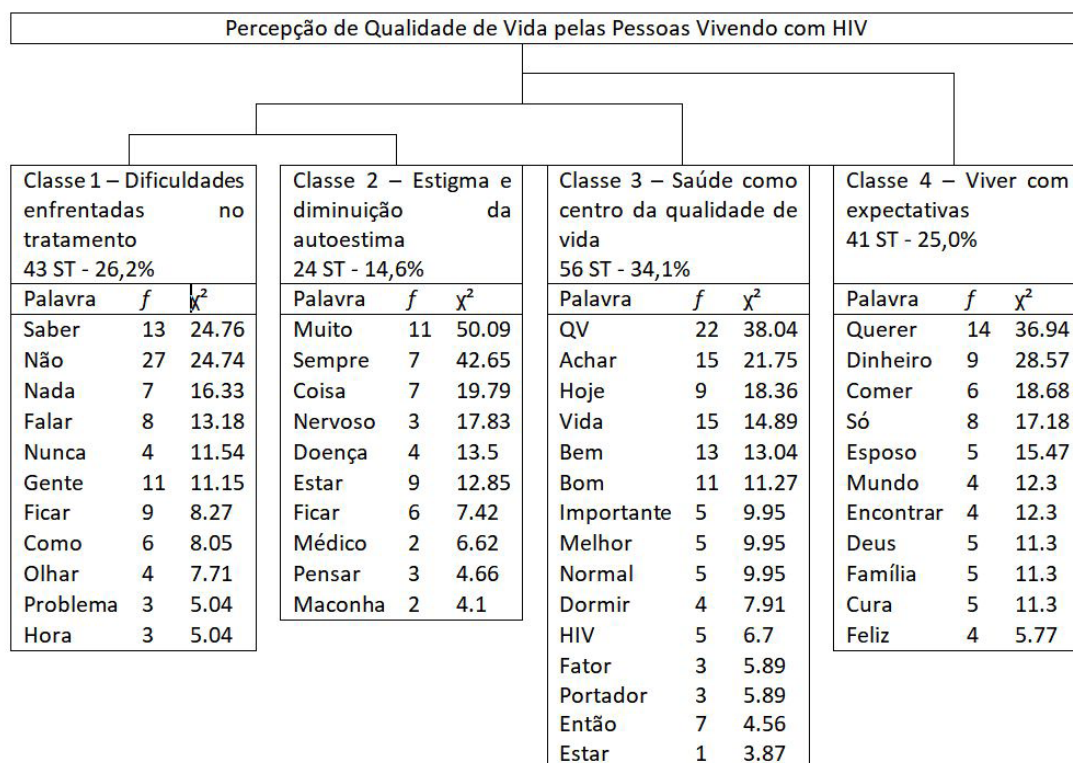 Percepção de Qualidade de Vida pelas Pessoas Vivendo com HIV
Classe 1 – Dificuldades
enfrentadas no
tratamento
43 ST - 26,2%
Palavra f χ²
Saber 13 24.76
Não 27 24.74
Nada 7 16.33
Falar 8 13.18
Nunca 4 11.54
Gente 11 11.15
Ficar 9 8.27
Como 6 8.05
Olhar 4 7.71
Problema 3 5.04
Hora 3 5.04
Classe 2 – Estigma e
diminuição da
autoestima
24 ST - 14,6%
Palavra f χ²
Muito 11 50.09
Sempre 7 42.65
Coisa 7 19.79
Nervoso 3 17.83
Doença 4 13.5
Estar 9 12.85
Ficar 6 7.42
Médico 2 6.62
Pensar 3 4.66
Maconha 2 4.1
Classe 3 – Saúde como
centro da qualidade de
vida
56 ST - 34,1%
Palavra f χ²
QV 22 38.04
Achar 15 21.75
Hoje 9 18.36
Vida 15 14.89
Bem 13 13.04
Bom 11 11.27
Importante 5 9.95
Melhor 5 9.95
Normal 5 9.95
Dormir 4 7.91
HIV 5 6.7
Fator 3 5.89
Portador 3 5.89
Então 7 4.56
Estar 1 3.87
Classe 4 – Viver com
expectativas
41 ST - 25,0%
Palavra f χ²
Querer 14 36.94
Dinheiro 9 28.57
Comer 6 18.68
Só 8 17.18
Esposo 5 15.47
Mundo 4 12.3
Encontrar 4 12.3
Deus 5 11.3
Família 5 11.3
Cura 5 11.3
Feliz 4 5.77